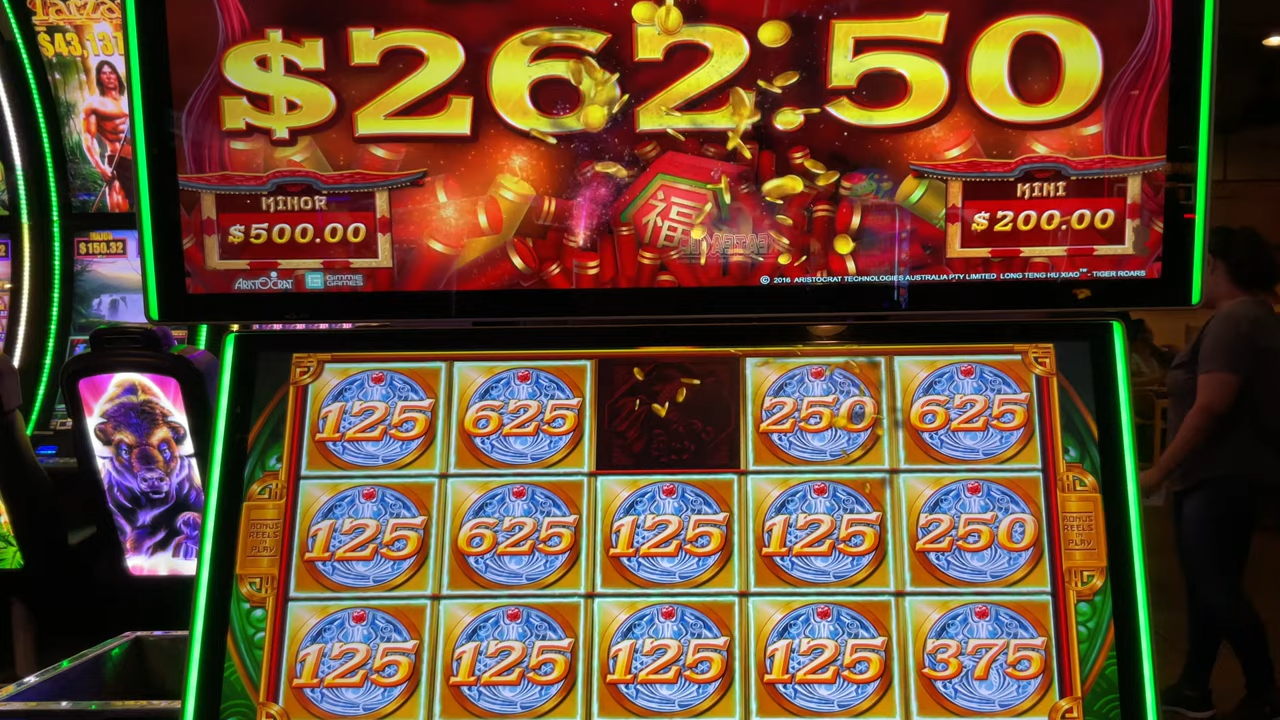 $43,131
$262.50
MINOR
$500.00
MINI
$200.00
福
ARISTOCRAT
GIMMIE
GAMES
© 2016 ARISTOCRAT TECHNOLOGIES AUSTRALIA PTY LIMITED LONG TENG HU XIAO™ - TIGER ROARS
MAJOR
$150.32
125 625 250 625
125 625 125 125 250
125 125 125 125 375
BONUS
REELS
IN
PLAY
BONUS
REELS
IN
PLAY